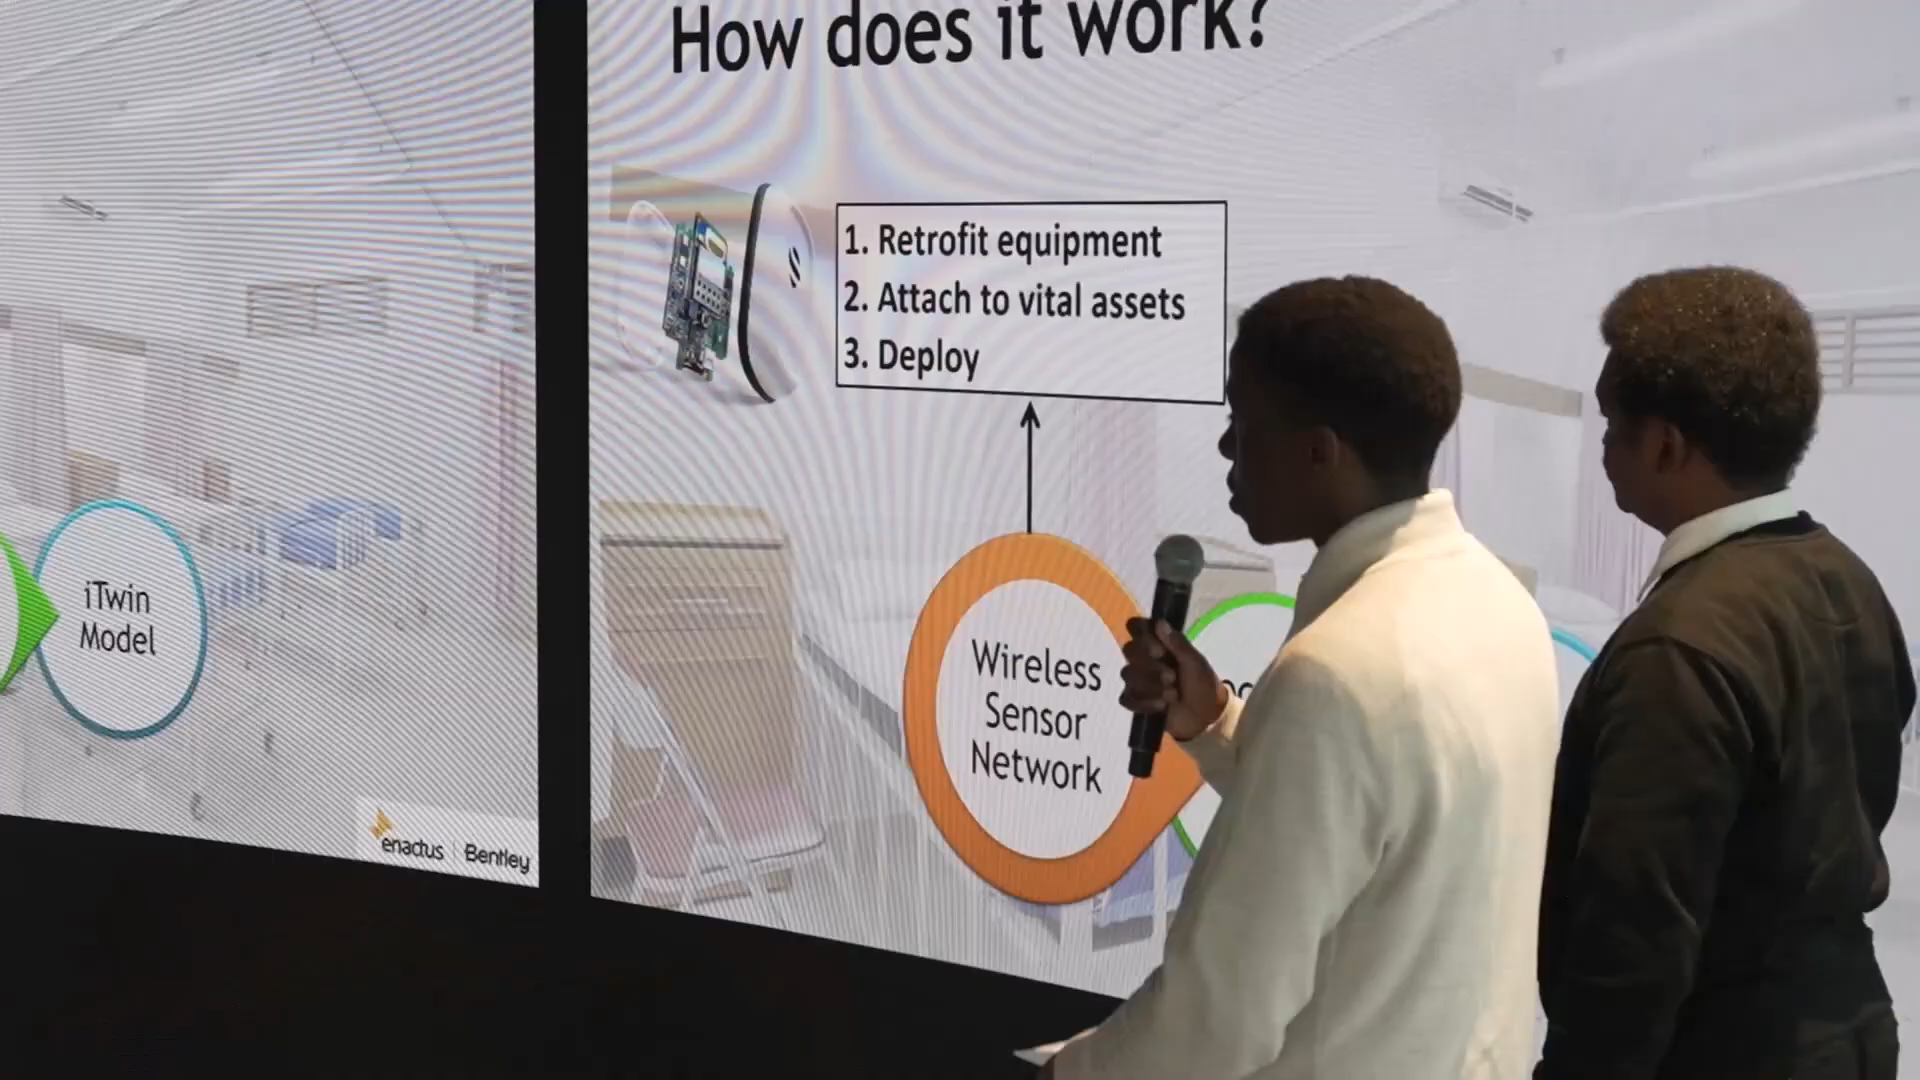 How does it work?
1. Retrofit equipment
2. Attach to vital assets
3. Deploy
iTwin
Model
Wireless
Sensor
Network
enactus | Bentley